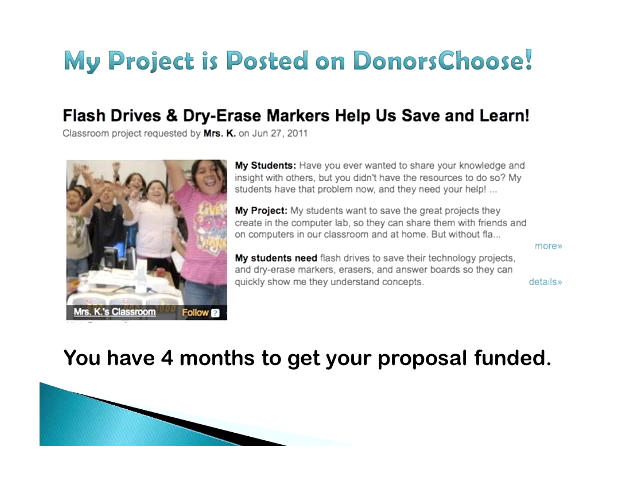 My Project is Posted on DonorsChoose!
Flash Drives & Dry-Erase Markers Help Us Save and Learn!
Classroom project requested by Mrs. K. on Jun 27, 2011
My Students: Have you ever wanted to share your knowledge and
insight with others, but you didn't have the resources to do so? My
students have that problem now, and they need your help! ...
My Project: My students want to save the great projects they
create in the computer lab, so they can share them with friends and
on computers in our classroom and at home. But without fla...
more»
My students need flash drives to save their technology projects,
and dry-erase markers, erasers, and answer boards so they can
quickly show me they understand concepts.
details»
Mrs. K.'s Classroom
Follow ?
You have 4 months to get your proposal funded.